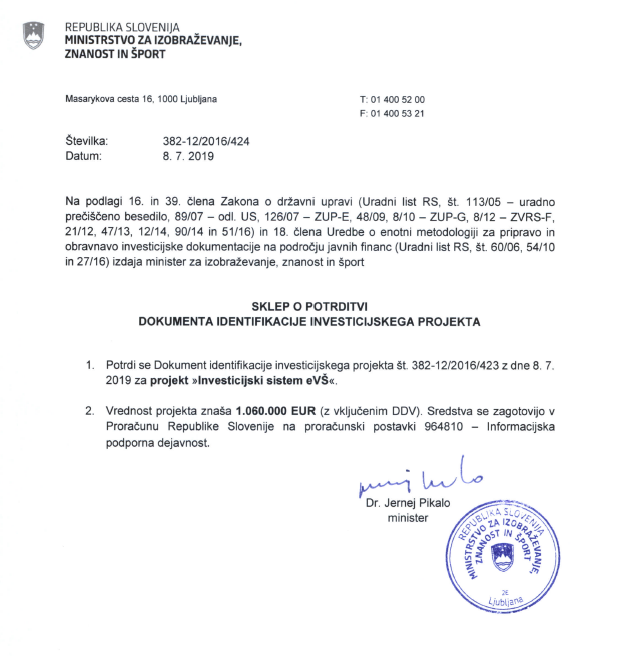 REPUBLIKA SLOVENIJA
MINISTRSTVO ZA IZOBRAŽEVANJE,
ZNANOST IN ŠPORT
Masarykova cesta 16, 1000 Ljubljana
T: 01 400 52 00
F: 01 400 53 21
Številka: 382-12/2016/424
Datum: 8. 7. 2019
Na podlagi 16. in 39. člena Zakona o državni upravi (Uradni list RS, št. 113/05 – uradno
prečiščeno besedilo, 89/07 – odl. US, 126/07 – ZUP-E, 48/09, 8/10 – ZUP-G, 8/12 – ZVRS-F,
21/12, 47/13, 12/14, 90/14 in 51/16) in 18. člena Uredbe o enotni metodologiji za pripravo in
obravnavo investicijske dokumentacije na področju javnih financ (Uradni list RS, št. 60/06, 54/10
in 27/16) izdaja minister za izobraževanje, znanost in šport
SKLEP O POTRDITVI
DOKUMENTA IDENTIFIKACIJE INVESTICIJSKEGA PROJEKTA
1. Potrdi se Dokument identifikacije investicijskega projekta št. 382-12/2016/423 z dne 8. 7.
2019 za projekt »Investicijski sistem eVŠ«.
2. Vrednost projekta znaša 1.060.000 EUR (z vključenim DDV). Sredstva se zagotovijo v
Proračunu Republike Slovenije na proračunski postavki 964810 – Informacijska
podporna dejavnost.
Dr. Jernej Pikalo
minister
REPUBLIKA SLOVENIJA
MINISTRSTVO ZA IZOBRAŽEVANJE,
ZNANOST IN ŠPORT
2E
Ljubljana